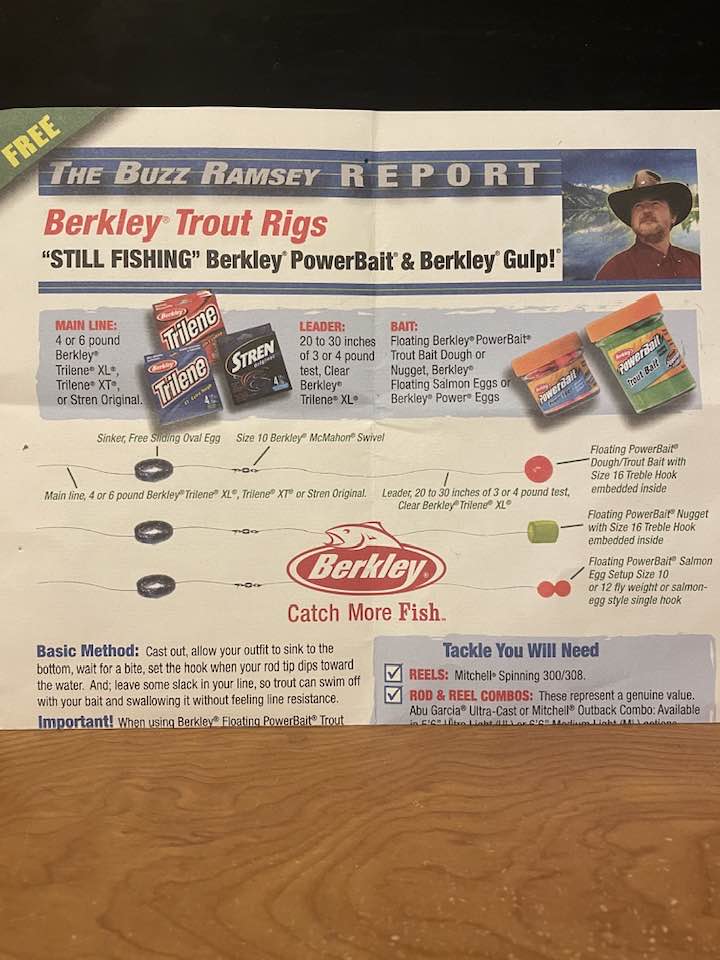 FREE
THE BUZZ RAMSEY REPORT
Berkley® Trout Rigs
“STILL FISHING” Berkley® PowerBait® & Berkley® Gulp!®
MAIN LINE:
4 or 6 pound
Berkley®
Trilene® XL®,
Trilene® XT®,
or Stren Original.
Berkley
Trilene
Berkley
Trilene
STREN
LEADER:
20 to 30 inches
of 3 or 4 pound
test, Clear
Berkley®
Trilene® XL®
BAIT:
Floating Berkley® PowerBait®
Trout Bait Dough or
Nugget, Berkley®
Floating Salmon Eggs or
Berkley® Power® Eggs
PowerBait
PowerBait
Trout Bait
Sinker, Free Sliding Oval Egg
Size 10 Berkley® McMahon® Swivel
Main line, 4 or 6 pound Berkley® Trilene® XL®, Trilene® XT® or Stren Original.
Leader, 20 to 30 inches of 3 or 4 pound test,
Clear Berkley® Trilene® XL®
Floating PowerBait®
Dough/Trout Bait with
Size 16 Treble Hook
embedded inside
Floating PowerBait® Nugget
with Size 16 Treble Hook
embedded inside
Floating PowerBait® Salmon
Egg Setup Size 10
or 12 fly weight or salmon-
egg style single hook
Berkley®
Catch More Fish™
Basic Method: Cast out, allow your outfit to sink to the
bottom, wait for a bite, set the hook when your rod tip dips toward
the water. And; leave some slack in your line, so trout can swim off
with your bait and swallowing it without feeling line resistance.
Important! When using Berkley® Floating PowerBait® Trout
Tackle You Will Need
REELS: Mitchell® Spinning 300/308.
ROD & REEL COMBOS: These represent a genuine value.
Abu Garcia® Ultra-Cast or Mitchell® Outback Combo: Available